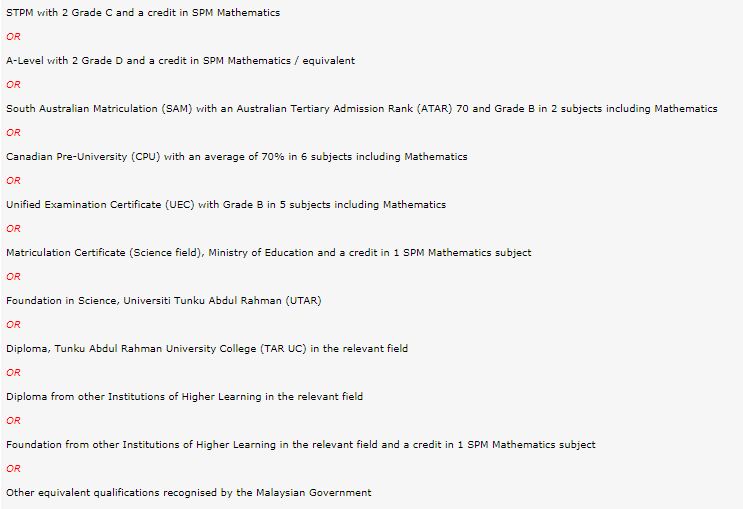 STPM with 2 Grade C and a credit in SPM Mathematics
OR
A-Level with 2 Grade D and a credit in SPM Mathematics / equivalent
OR
South Australian Matriculation (SAM) with an Australian Tertiary Admission Rank (ATAR) 70 and Grade B in 2 subjects including Mathematics
OR
Canadian Pre-University (CPU) with an average of 70% in 6 subjects including Mathematics
OR
Unified Examination Certificate (UEC) with Grade B in 5 subjects including Mathematics
OR
Matriculation Certificate (Science field), Ministry of Education and a credit in 1 SPM Mathematics subject
OR
Foundation in Science, Universiti Tunku Abdul Rahman (UTAR)
OR
Diploma, Tunku Abdul Rahman University College (TAR UC) in the relevant field
OR
Diploma from other Institutions of Higher Learning in the relevant field
OR
Foundation from other Institutions of Higher Learning in the relevant field and a credit in 1 SPM Mathematics subject
OR
Other equivalent qualifications recognised by the Malaysian Government